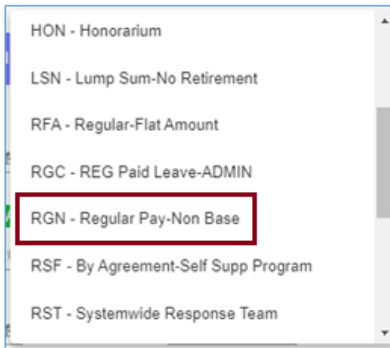 HON - Honorarium
LSN - Lump Sum-No Retirement
RFA - Regular-Flat Amount
RGC - REG Paid Leave-ADMIN
RGN - Regular Pay-Non Base
RSF - By Agreement-Self Supp Program
RST - Systemwide Response Team